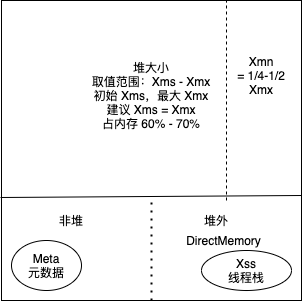 堆大小
取值范围：Xms - Xmx
初始 Xms，最大 Xmx
建议 Xms = Xmx
占内存 60% - 70%
Xmn
= 1/4-1/2
Xmx
非堆
堆外
DirectMemory
Meta
元数据
Xss
线程栈